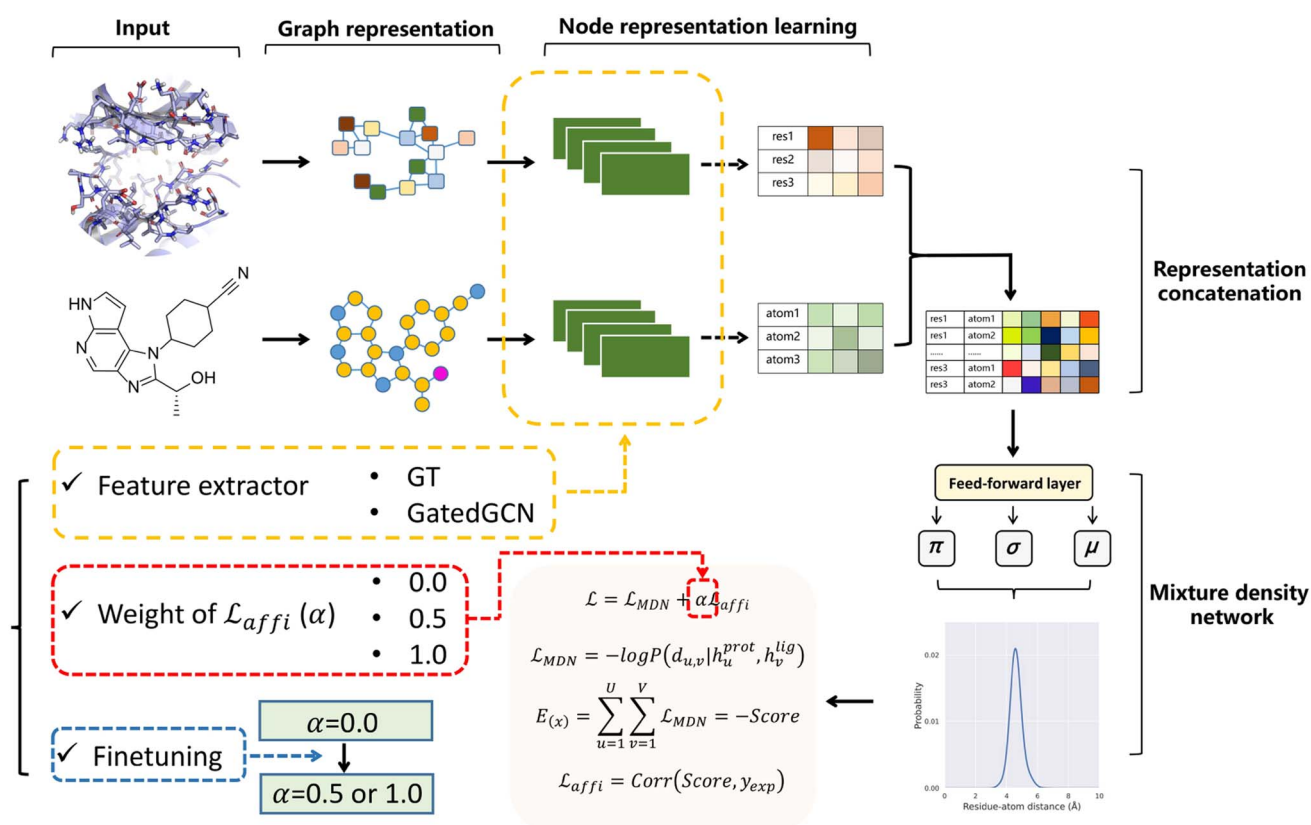 Input
Graph representation
Node representation learning
res1
res2
res3
N
HN
N
N
N
OH
atom1
atom2
atom3
Representation
concatenation
res1 atom1
res1 atom2
...... ......
res3 atom1
res3 atom2
Feed-forward layer
π
σ
μ
Mixture density
network
0.02
0.01
0.00
Probability
0 2 4 6 8 10
Residue-atom distance (Å)
✓ Feature extractor
• GT
• GatedGCN
✓ Weight of ℒ_affi (α)
• 0.0
• 0.5
• 1.0
✓ Finetuning
α=0.0
α=0.5 or 1.0
ℒ = ℒ_MDN + αℒ_affi
ℒ_MDN = −logP(d_u,v|h_u^prot, h_v^lig)
E_(x) = ∑_{u=1}^{U} ∑_{v=1}^{V} ℒ_MDN = −Score
ℒ_affi = Corr(Score, y_exp)